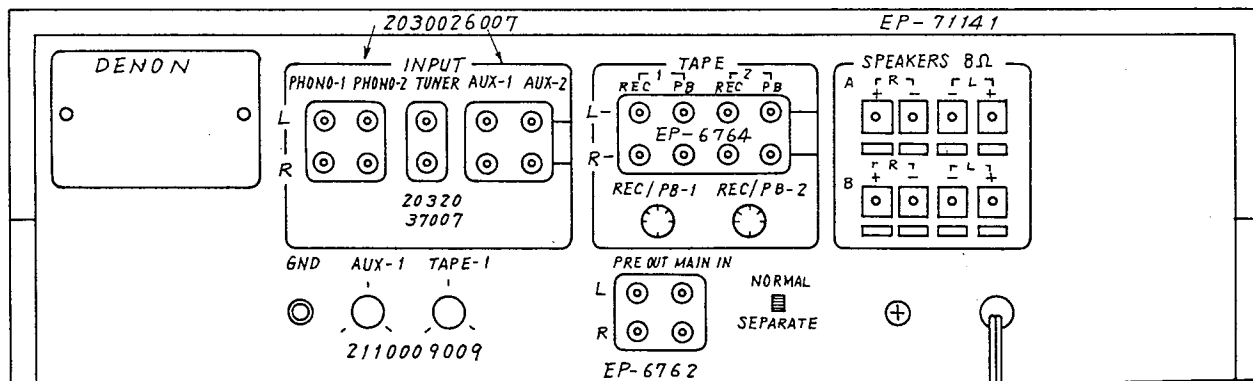 2030026007
EP-71141
DENON
INPUT
PHONO-1 PHONO-2 TUNER AUX-1 AUX-2
L
R
20320
37007
TAPE
1 2
REC PB REC PB
L
EP-6764
R
REC/PB-1 REC/PB-2
SPEAKERS 8Ω
A
R L
+ - - +
B
R L
+ - - +
GND AUX-1 TAPE-1
2110009009
PRE OUT MAIN IN
L
R
EP-6762
NORMAL
SEPARATE